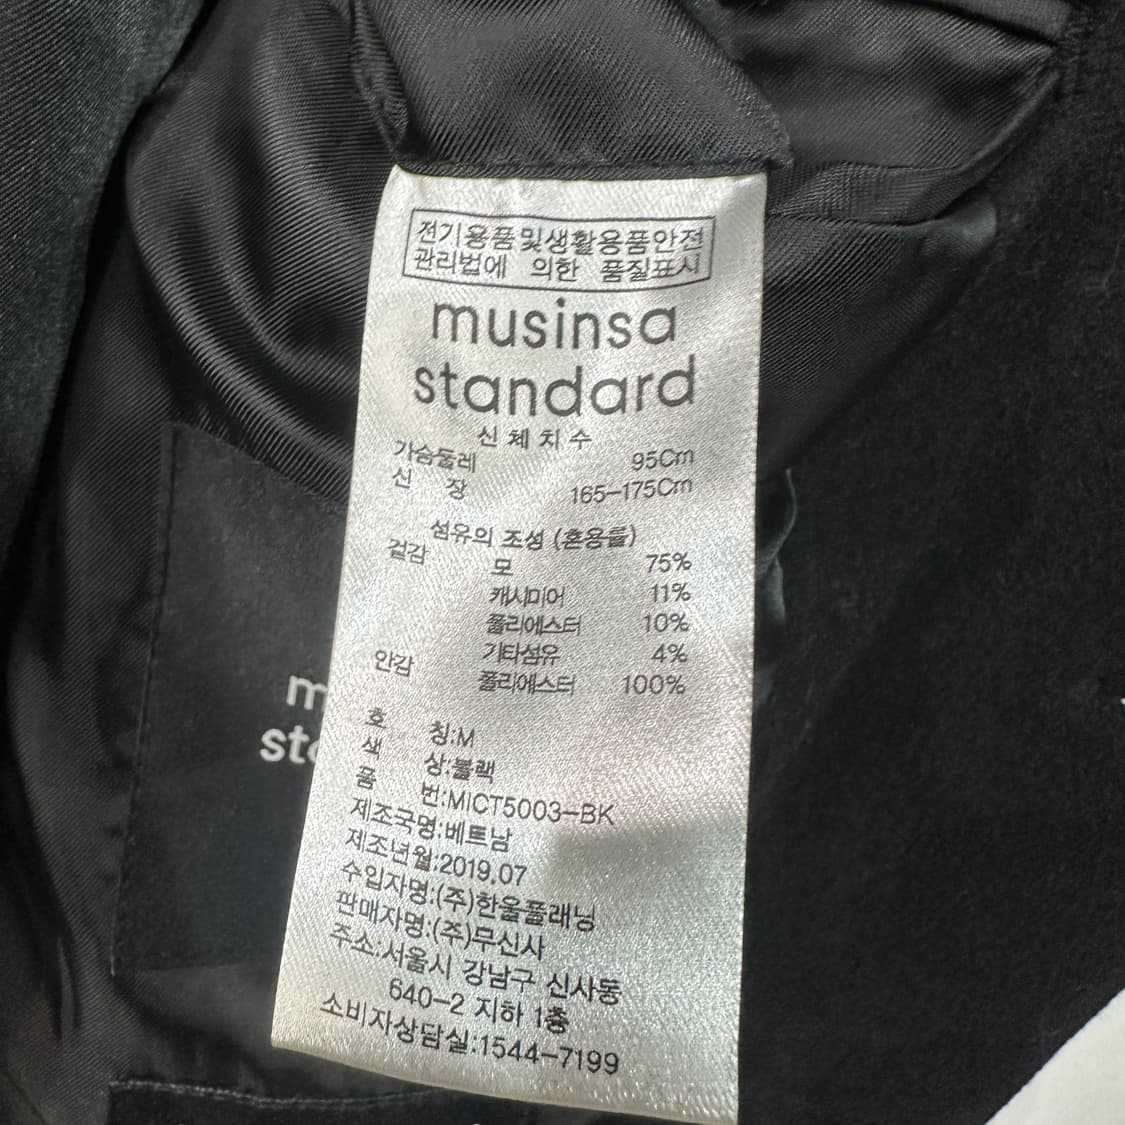 전기용품및생활용품안전
관리법에 의한 품질표시
musinsa
standard
신체치수
가슴둘레 95Cm
신 장 165-175Cm
섬유의 조성 (혼용률)
겉감 모 75%
캐시미어 11%
폴리에스터 10%
기타섬유 4%
안감 폴리에스터 100%
호 칭:M
색 상:블랙
품 번:MICT5003-BK
제조국명:베트남
제조년월:2019.07
수입자명:(주)한울플래닝
판매자명:(주)무신사
주소:서울시 강남구 신사동
640-2 지하 1층
소비자상담실:1544-7199
m
sta